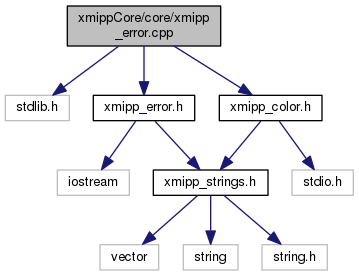 xmippCore/core/xmipp
_error.cpp
stdlib.h
xmipp_error.h
xmipp_color.h
iostream
xmipp_strings.h
stdio.h
vector
string
string.h